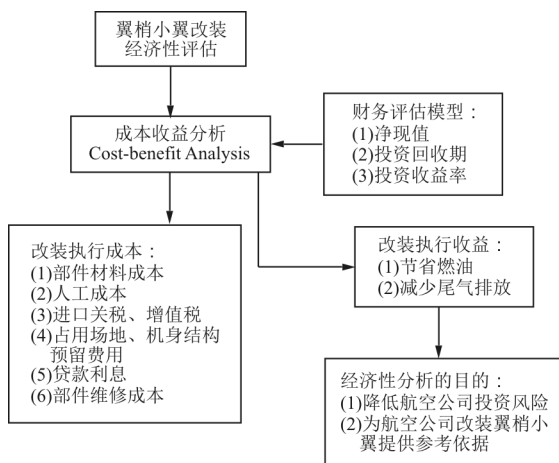 翼梢小翼改装
经济性评估
成本收益分析
Cost-benefit Analysis
财务评估模型：
(1)净现值
(2)投资回收期
(3)投资收益率
改装执行成本：
(1)部件材料成本
(2)人工成本
(3)进口关税、增值税
(4)占用场地、机身结构
预留费用
(5)贷款利息
(6)部件维修成本
改装执行收益：
(1)节省燃油
(2)减少尾气排放
经济性分析的目的：
(1)降低航空公司投资风险
(2)为航空公司改装翼梢小
翼提供参考依据